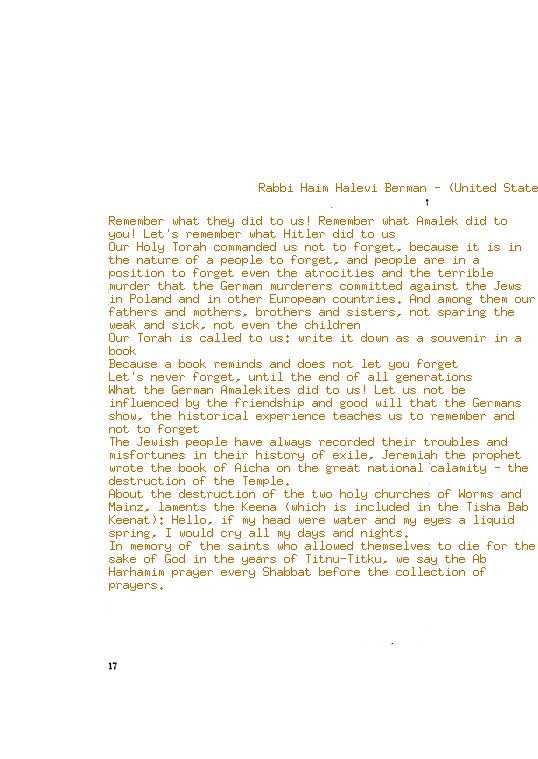 Rabbi Haim Halevi Berman - (United State
Remember what they did to us! Remember what Amalek did to
you! Let's remember what Hitler did to us
Our Holy Torah commanded us not to forget, because it is in
the nature of a people to forget, and people are in a
position to forget even the atrocities and the terrible
murder that the German murderers committed against the Jews
in Poland and in other European countries. And among them our
fathers and mothers, brothers and sisters, not sparing the
weak and sick, not even the children
Our Torah is called to us: write it down as a souvenir in a
book
Because a book reminds and does not let you forget
Let's never forget, until the end of all generations
What the German Amalekites did to us! Let us not be
influenced by the friendship and good will that the Germans
show, the historical experience teaches us to remember and
not to forget
The Jewish people have always recorded their troubles and
misfortunes in their history of exile, Jeremiah the prophet
wrote the book of Aicha on the great national calamity - the
destruction of the Temple.
About the destruction of the two holy churches of Worms and
Mainz, laments the Keena (which is included in the Tisha Bab
Keenat): Hello, if my head were water and my eyes a liquid
spring, I would cry all my days and nights.
In memory of the saints who allowed themselves to die for the
sake of God in the years of Titnu-Titku, we say the Ab
Harhamim prayer every Shabbat before the collection of
prayers.
17